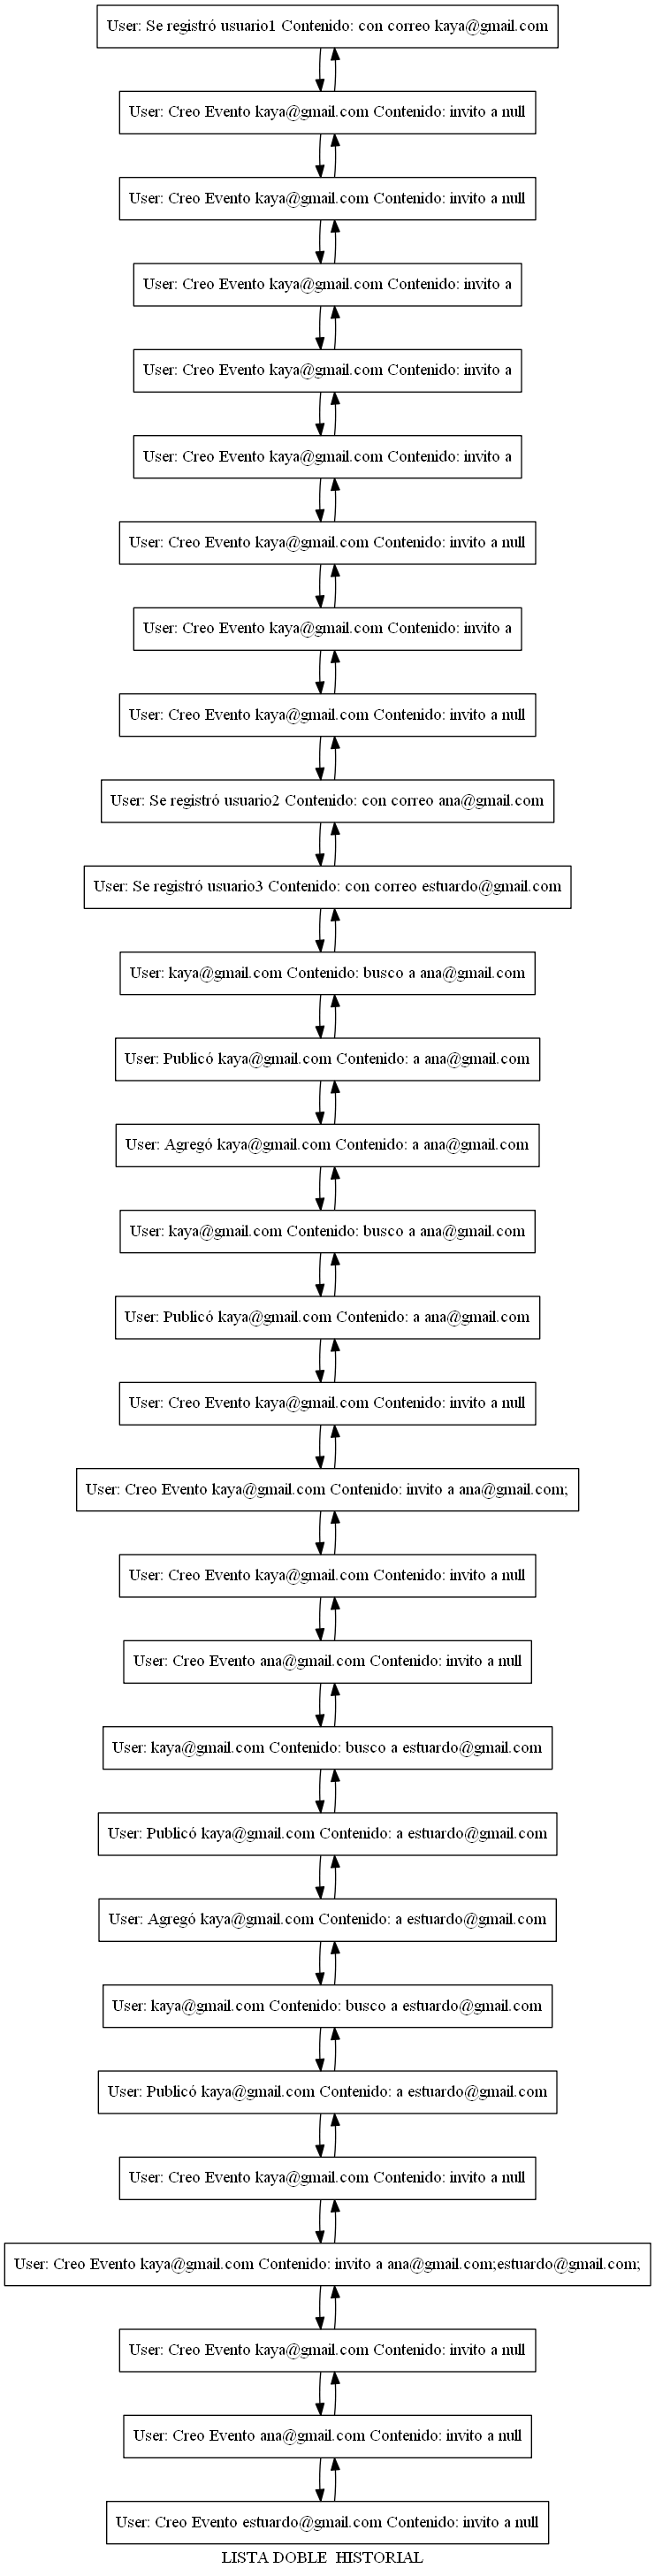 User: Se registró usuario1 Contenido: con correo kaya@gmail.com
User: Creo Evento kaya@gmail.com Contenido: invito a null
User: Creo Evento kaya@gmail.com Contenido: invito a null
User: Creo Evento kaya@gmail.com Contenido: invito a
User: Creo Evento kaya@gmail.com Contenido: invito a
User: Creo Evento kaya@gmail.com Contenido: invito a
User: Creo Evento kaya@gmail.com Contenido: invito a null
User: Creo Evento kaya@gmail.com Contenido: invito a
User: Creo Evento kaya@gmail.com Contenido: invito a null
User: Se registró usuario2 Contenido: con correo ana@gmail.com
User: Se registró usuario3 Contenido: con correo estuardo@gmail.com
User: kaya@gmail.com Contenido: busco a ana@gmail.com
User: Publicó kaya@gmail.com Contenido: a ana@gmail.com
User: Agregó kaya@gmail.com Contenido: a ana@gmail.com
User: kaya@gmail.com Contenido: busco a ana@gmail.com
User: Publicó kaya@gmail.com Contenido: a ana@gmail.com
User: Creo Evento kaya@gmail.com Contenido: invito a null
User: Creo Evento kaya@gmail.com Contenido: invito a ana@gmail.com;
User: Creo Evento kaya@gmail.com Contenido: invito a null
User: Creo Evento ana@gmail.com Contenido: invito a null
User: kaya@gmail.com Contenido: busco a estuardo@gmail.com
User: Publicó kaya@gmail.com Contenido: a estuardo@gmail.com
User: Agregó kaya@gmail.com Contenido: a estuardo@gmail.com
User: kaya@gmail.com Contenido: busco a estuardo@gmail.com
User: Publicó kaya@gmail.com Contenido: a estuardo@gmail.com
User: Creo Evento kaya@gmail.com Contenido: invito a null
User: Creo Evento kaya@gmail.com Contenido: invito a ana@gmail.com;estuardo@gmail.com;
User: Creo Evento kaya@gmail.com Contenido: invito a null
User: Creo Evento ana@gmail.com Contenido: invito a null
User: Creo Evento estuardo@gmail.com Contenido: invito a null
LISTA DOBLE  HISTORIAL